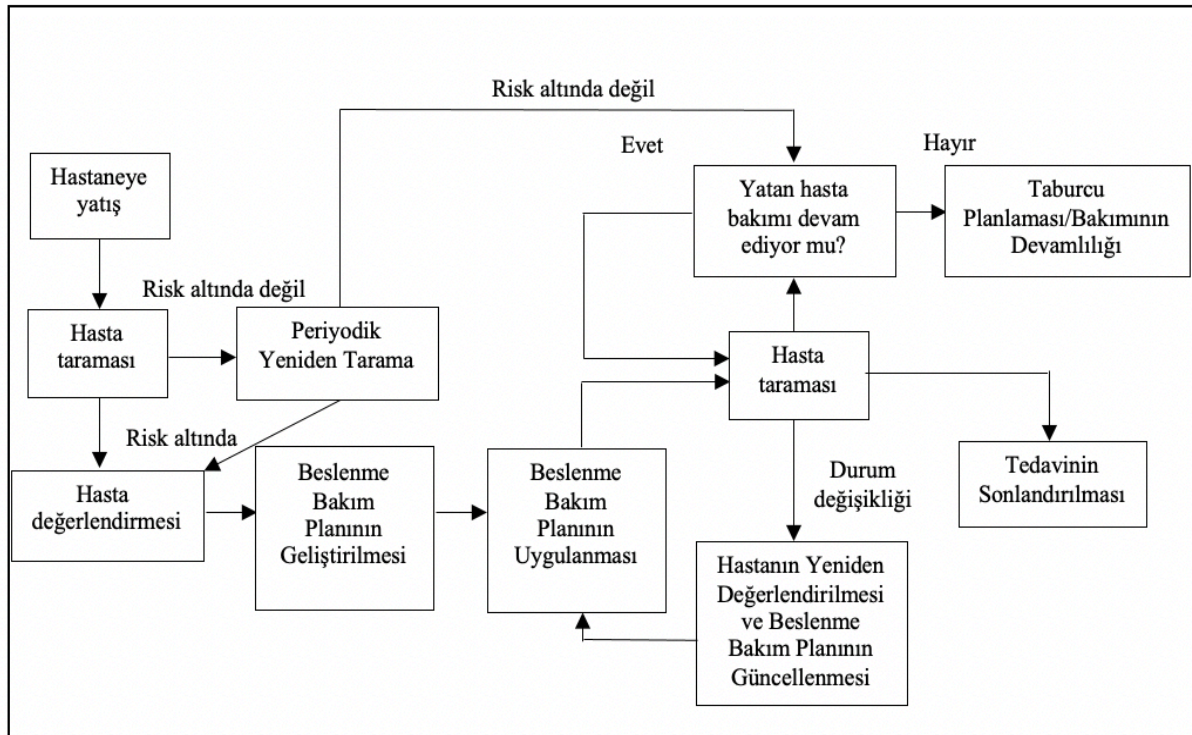 Risk altında değil
Evet
Hayır
Hastaneye
yatış
Yatan hasta
bakımı devam
ediyor mu?
Taburcu
Planlaması/Bakımının
Devamlılığı
Risk altında değil
Hasta
taraması
Periyodik
Yeniden Tarama
Hasta
taraması
Risk altında
Hasta
değerlendirmesi
Beslenme
Bakım
Planının
Geliştirilmesi
Beslenme
Bakım
Planının
Uygulanması
Durum
değişikliği
Tedavinin
Sonlandırılması
Hastanın Yeniden
Değerlendirilmesi
ve Beslenme
Bakım Planının
Güncellenmesi